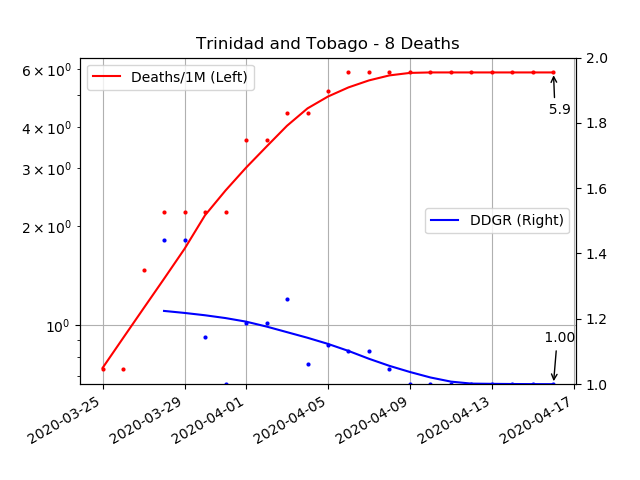 Trinidad and Tobago - 8 Deaths
Deaths/1M (Left)
DDGR (Right)
5.9
1.00
6 × 10⁰
4 × 10⁰
3 × 10⁰
2 × 10⁰
10⁰
2.0
1.8
1.6
1.4
1.2
1.0
2020-03-25
2020-03-29
2020-04-01
2020-04-05
2020-04-09
2020-04-13
2020-04-17